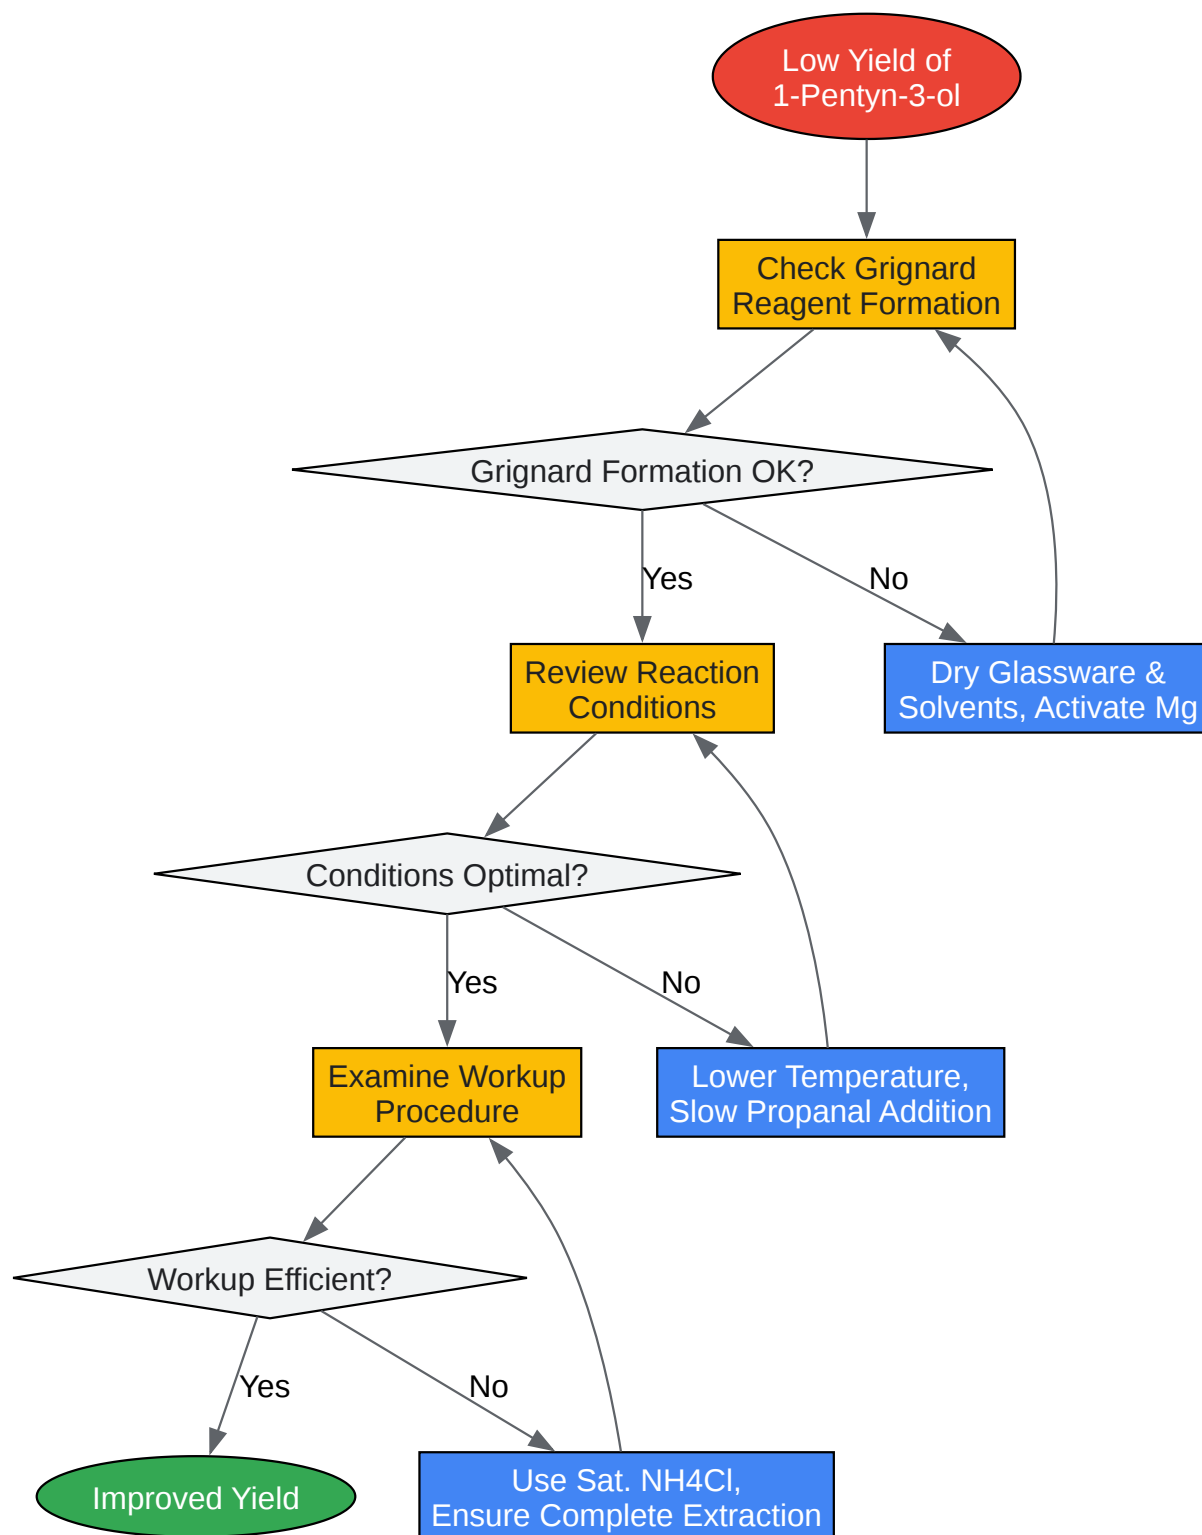 Low Yield of
1-Pentyn-3-ol
Check Grignard
Reagent Formation
Grignard Formation OK?
Yes
No
Review Reaction
Conditions
Dry Glassware &
Solvents, Activate Mg
Conditions Optimal?
Yes
No
Examine Workup
Procedure
Lower Temperature,
Slow Propanal Addition
Workup Efficient?
Yes
No
Improved Yield
Use Sat. NH4Cl,
Ensure Complete Extraction